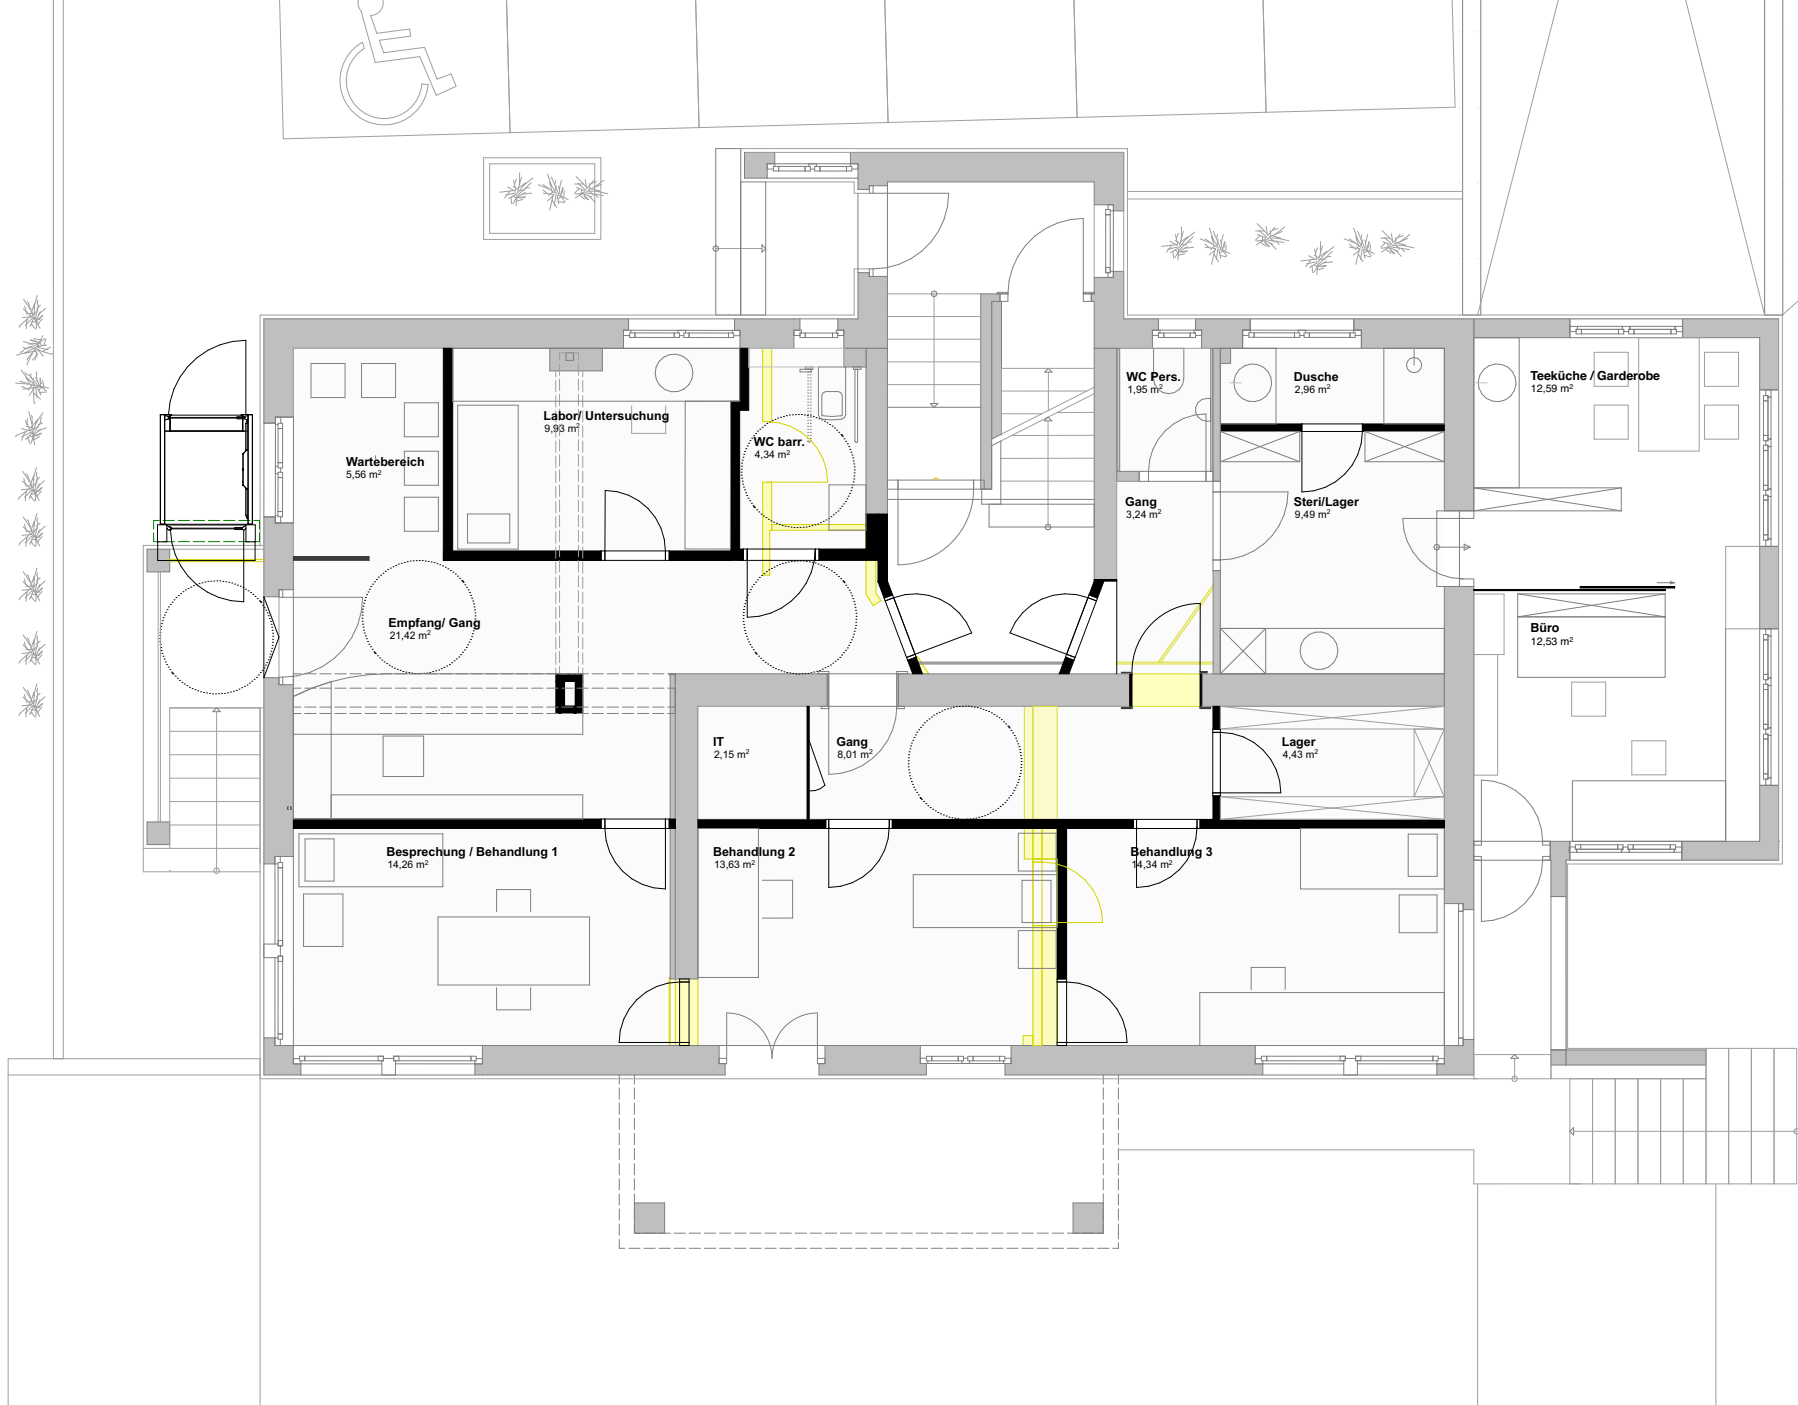 WC Pers.
1,95 m²
Dusche
2,96 m²
Teeküche / Garderobe
12,59 m²
Labor/ Untersuchung
9,93 m²
WC barr.
4,34 m²
Wartebereich
5,56 m²
Gang
3,24 m²
Steri/Lager
9,49 m²
Empfang/ Gang
21,42 m²
Büro
12,53 m²
IT
2,15 m²
Gang
8,01 m²
Lager
4,43 m²
Besprechung / Behandlung 1
14,26 m²
Behandlung 2
13,63 m²
Behandlung 3
14,34 m²